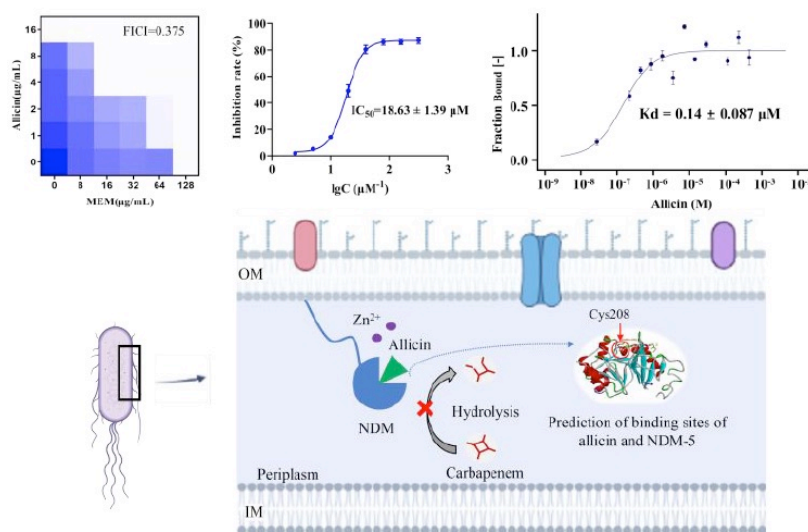 FICI=0.375
Allicin(μg/mL)
16
8
4
2
1
0
0 8 16 32 64 128
MEM(μg/mL)
Inhibition rate (%)
100
80
60
40
20
0
IC50=18.63 ± 1.39 μM
0 1 2 3
lgC (μM-1)
Fraction Bound [-]
1.0
0.5
0.0
Kd = 0.14 ± 0.087 μM
10-9 10-8 10-7 10-6 10-5 10-4 10-3 10-2
Allicin (M)
OM
Zn2+
Allicin
NDM
Hydrolysis
Carbapenem
Cys208
Prediction of binding sites of
allicin and NDM-5
Periplasm
IM